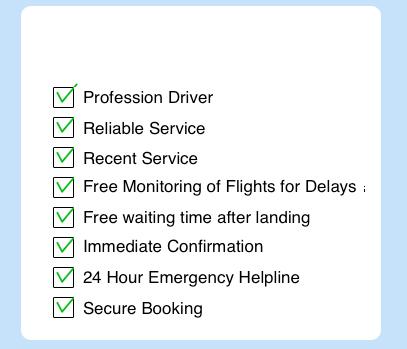 Profession Driver
Reliable Service
Recent Service
Free Monitoring of Flights for Delays
Free waiting time after landing
Immediate Confirmation
24 Hour Emergency Helpline
Secure Booking